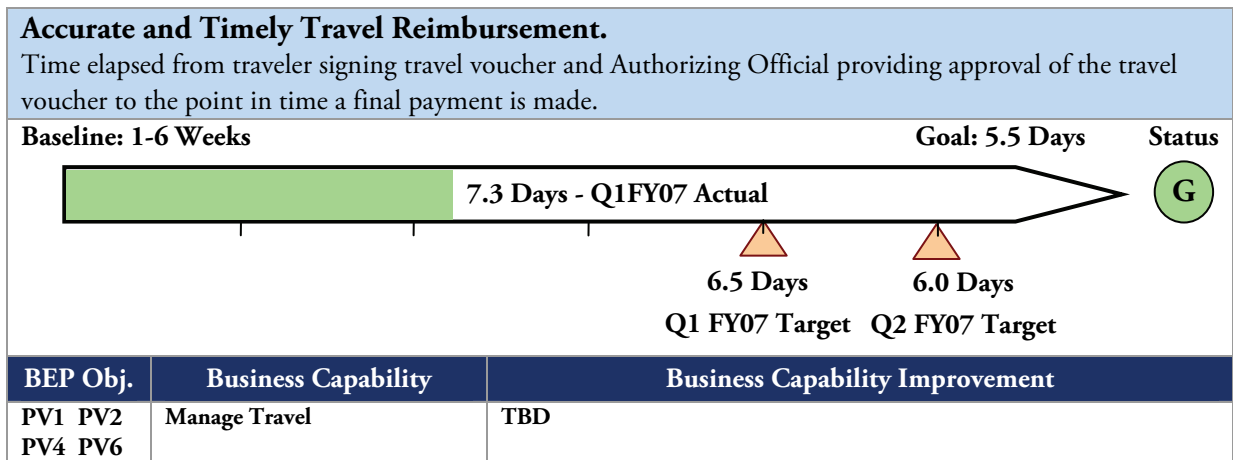 Accurate and Timely Travel Reimbursement.
Time elapsed from traveler signing travel voucher and Authorizing Official providing approval of the travel
voucher to the point in time a final payment is made.
Baseline: 1-6 Weeks
Goal: 5.5 Days
Status
7.3 Days - Q1FY07 Actual
G
6.5 Days
Q1 FY07 Target
6.0 Days
Q2 FY07 Target
BEP Obj.
Business Capability
Business Capability Improvement
PV1 PV2
PV4 PV6
Manage Travel
TBD